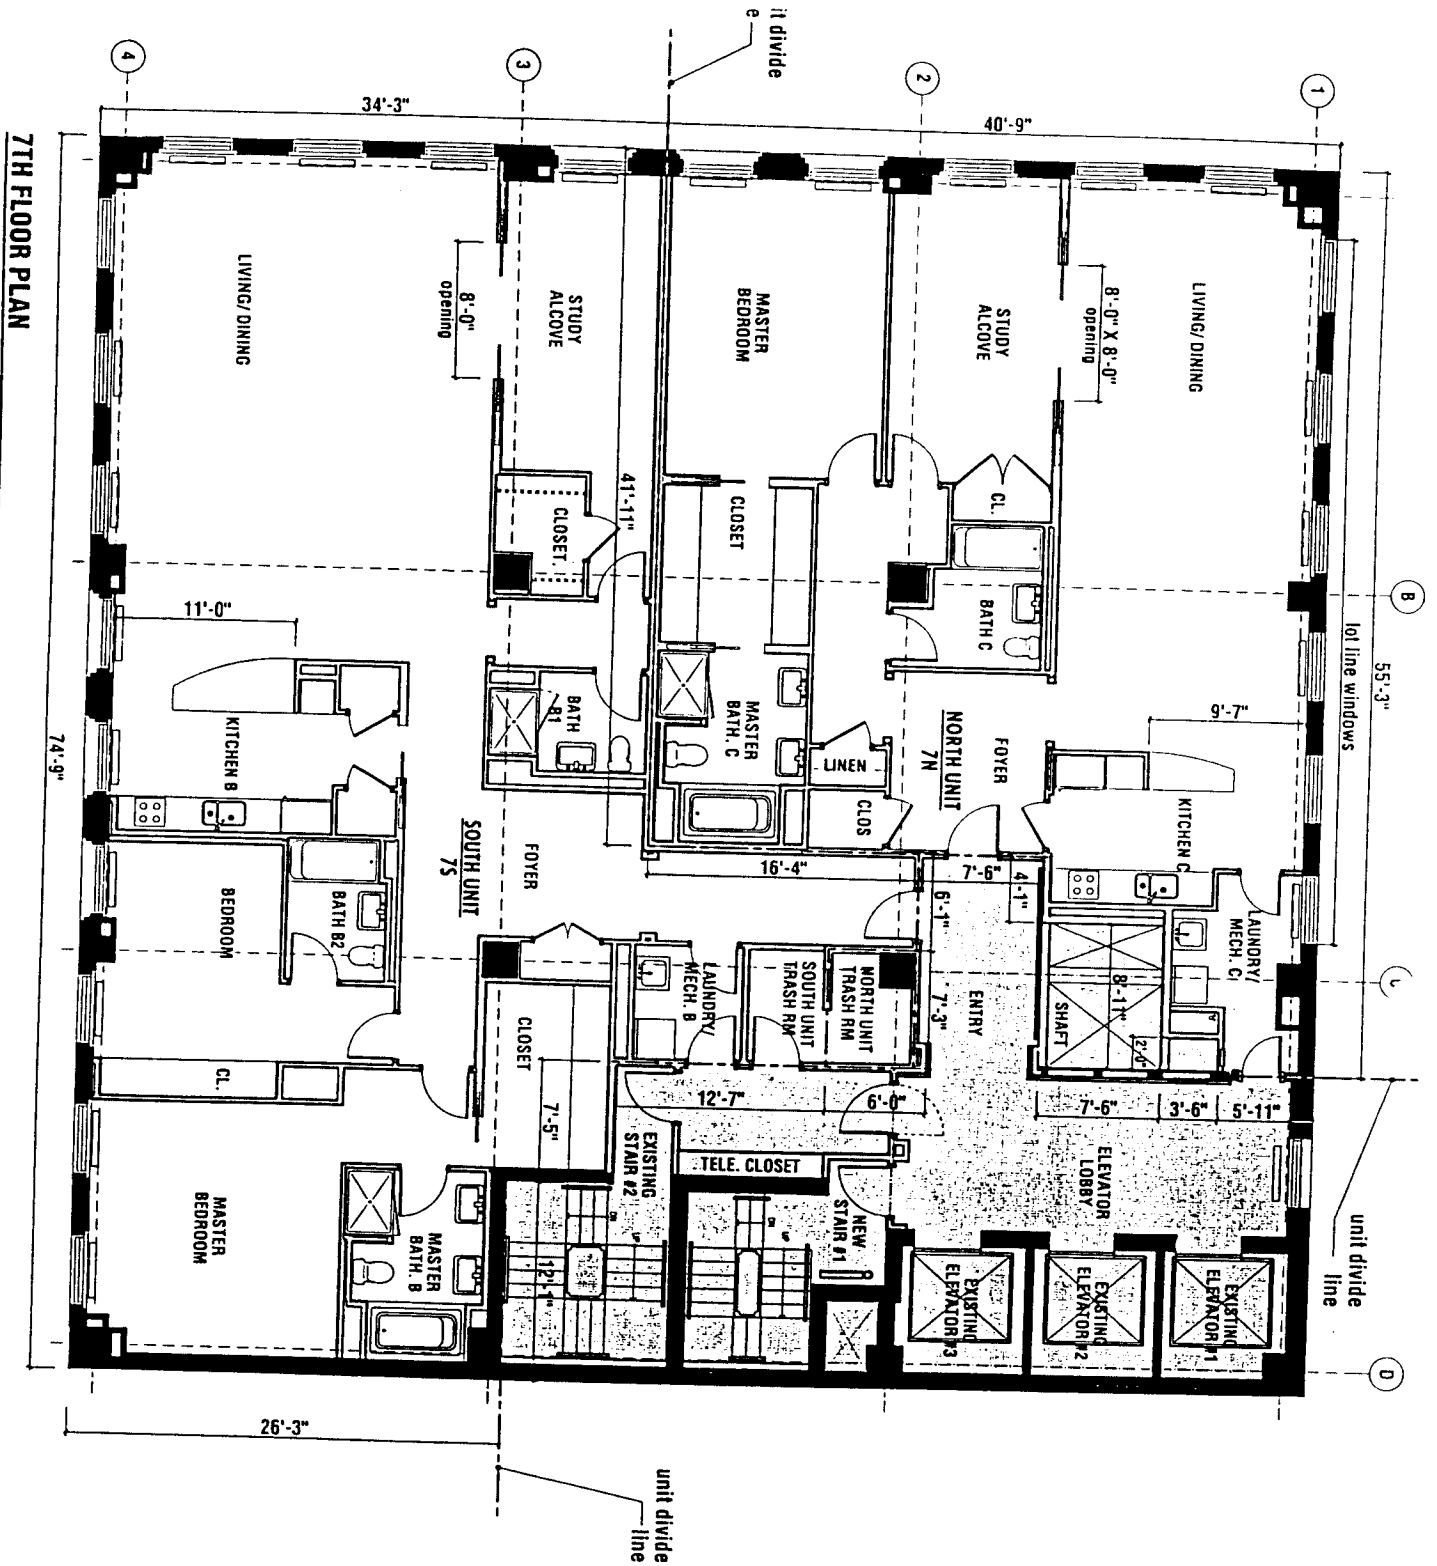 it divide
e
4
3
2
1
34'-3"
40'-9"
7TH FLOOR PLAN
LIVING/ DINING
8'-0"
opening
STUDY
ALCOVE
MASTER
BEDROOM
STUDY
ALCOVE
8'-0" X 8'-0"
opening
LIVING/ DINING
41'-11"
CLOSET.
CLOSET
CL.
B
lot line windows
55'-3"
11'-0"
BATH C
9'-7"
74'-9"
KITCHEN B
BATH
B1
MASTER
BATH. C
LINEN
CLOS
NORTH UNIT
7N
FOYER
KITCHEN C
SOUTH UNIT
7S
FOYER
16'-4"
7'-6"
4'-1"
6'-1"
BEDROOM
BATH B2
LAUNDRY/
MECH. B
SOUTH UNIT
TRASH RM
NORTH UNIT
TRASH RM
7'-3"
ENTRY
SHAFT
8'-11"
2'-0"
LAUNDRY/
MECH. C
C
CL.
CLOSET
7'-5"
12'-7"
6'-0"
7'-6"
3'-6"
5'-11"
EXISTING
STAIR #2
TELE. CLOSET
NEW
STAIR #1
ELEVATOR
LOBBY
unit divide
line
MASTER
BEDROOM
MASTER
BATH. B
DN
UP
12'-1"
DN
UP
EXISTING
ELEVATOR #3
EXISTING
ELEVATOR #2
EXISTING
ELEVATOR #1
D
26'-3"
unit divide
line